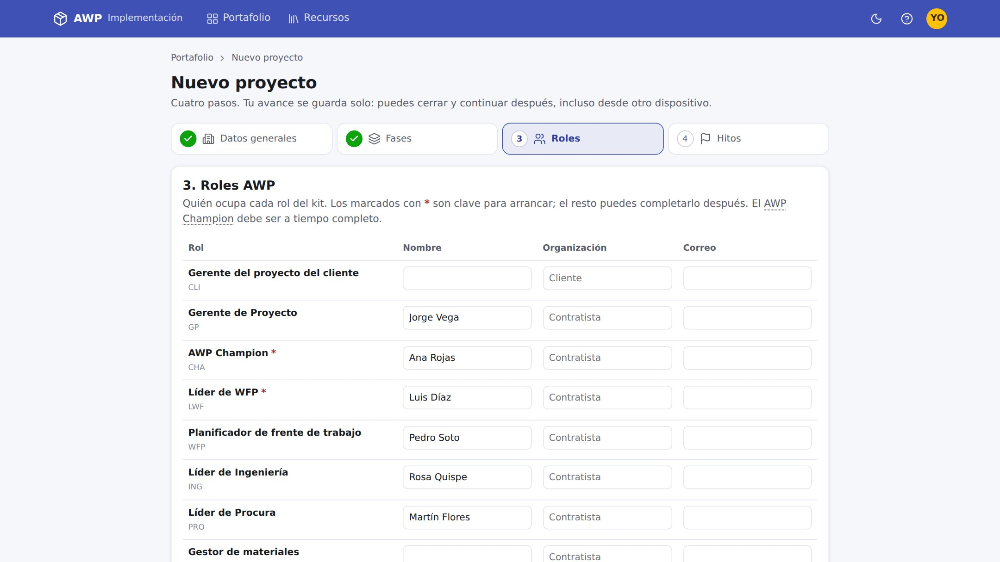 AWP Implementación Portafolio Recursos YO
Portafolio > Nuevo proyecto
Nuevo proyecto
Cuatro pasos. Tu avance se guarda solo: puedes cerrar y continuar después, incluso desde otro dispositivo.
Datos generales Fases 3 Roles 4 Hitos
3. Roles AWP
Quién ocupa cada rol del kit. Los marcados con * son clave para arrancar; el resto puedes completarlo después. El AWP
Champion debe ser a tiempo completo.
Rol Nombre Organización Correo
Gerente del proyecto del cliente
CLI
Cliente
Gerente de Proyecto
GP
Jorge Vega Contratista
AWP Champion *
CHA
Ana Rojas Contratista
Líder de WFP *
LWF
Luis Díaz Contratista
Planificador de frente de trabajo
WFP
Pedro Soto Contratista
Líder de Ingeniería
ING
Rosa Quispe Contratista
Líder de Procura
PRO
Martín Flores Contratista
Gestor de materiales
Contratista